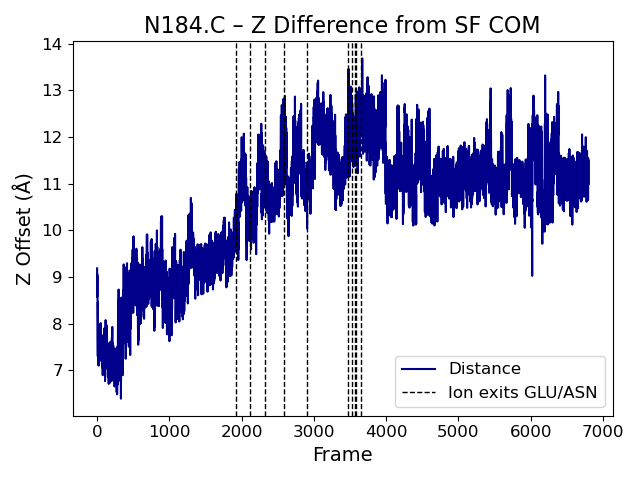 N184.C – Z Difference from SF COM
14
13
12
11
10
9
8
7
Z Offset (Å)
0 1000 2000 3000 4000 5000 6000 7000
Frame
Distance
Ion exits GLU/ASN